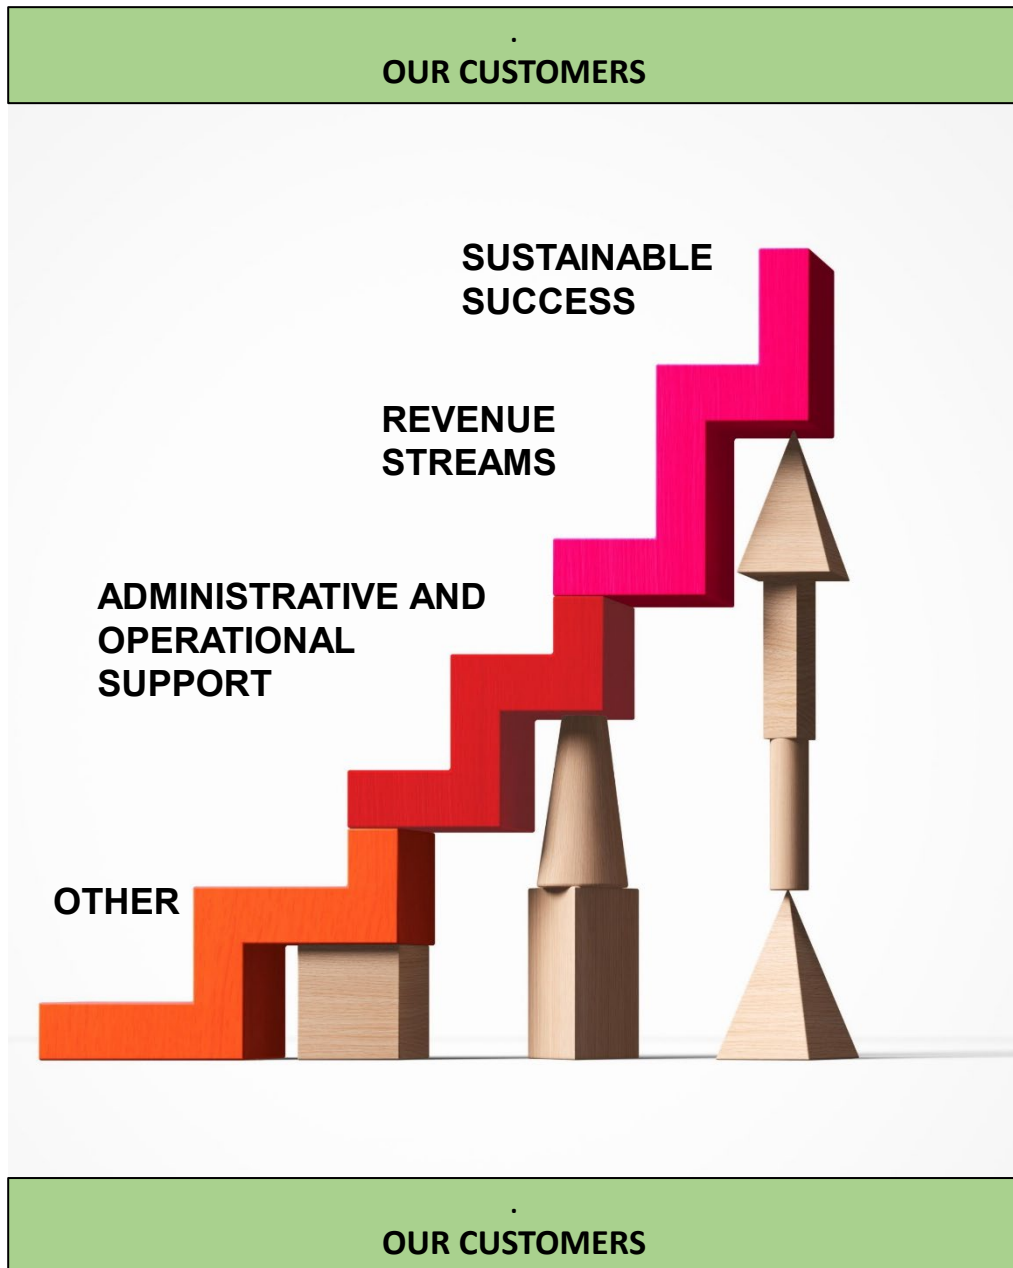 .
OUR CUSTOMERS
SUSTAINABLE
SUCCESS
REVENUE
STREAMS
ADMINISTRATIVE AND
OPERATIONAL
SUPPORT
OTHER
.
OUR CUSTOMERS